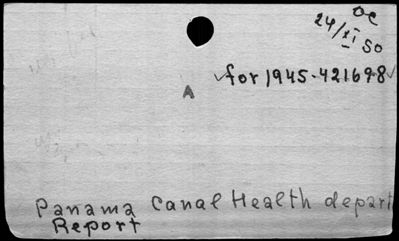 OC
24/XI 50
✓for 1945-421698✓
A
Panama Canal Health depart
Report